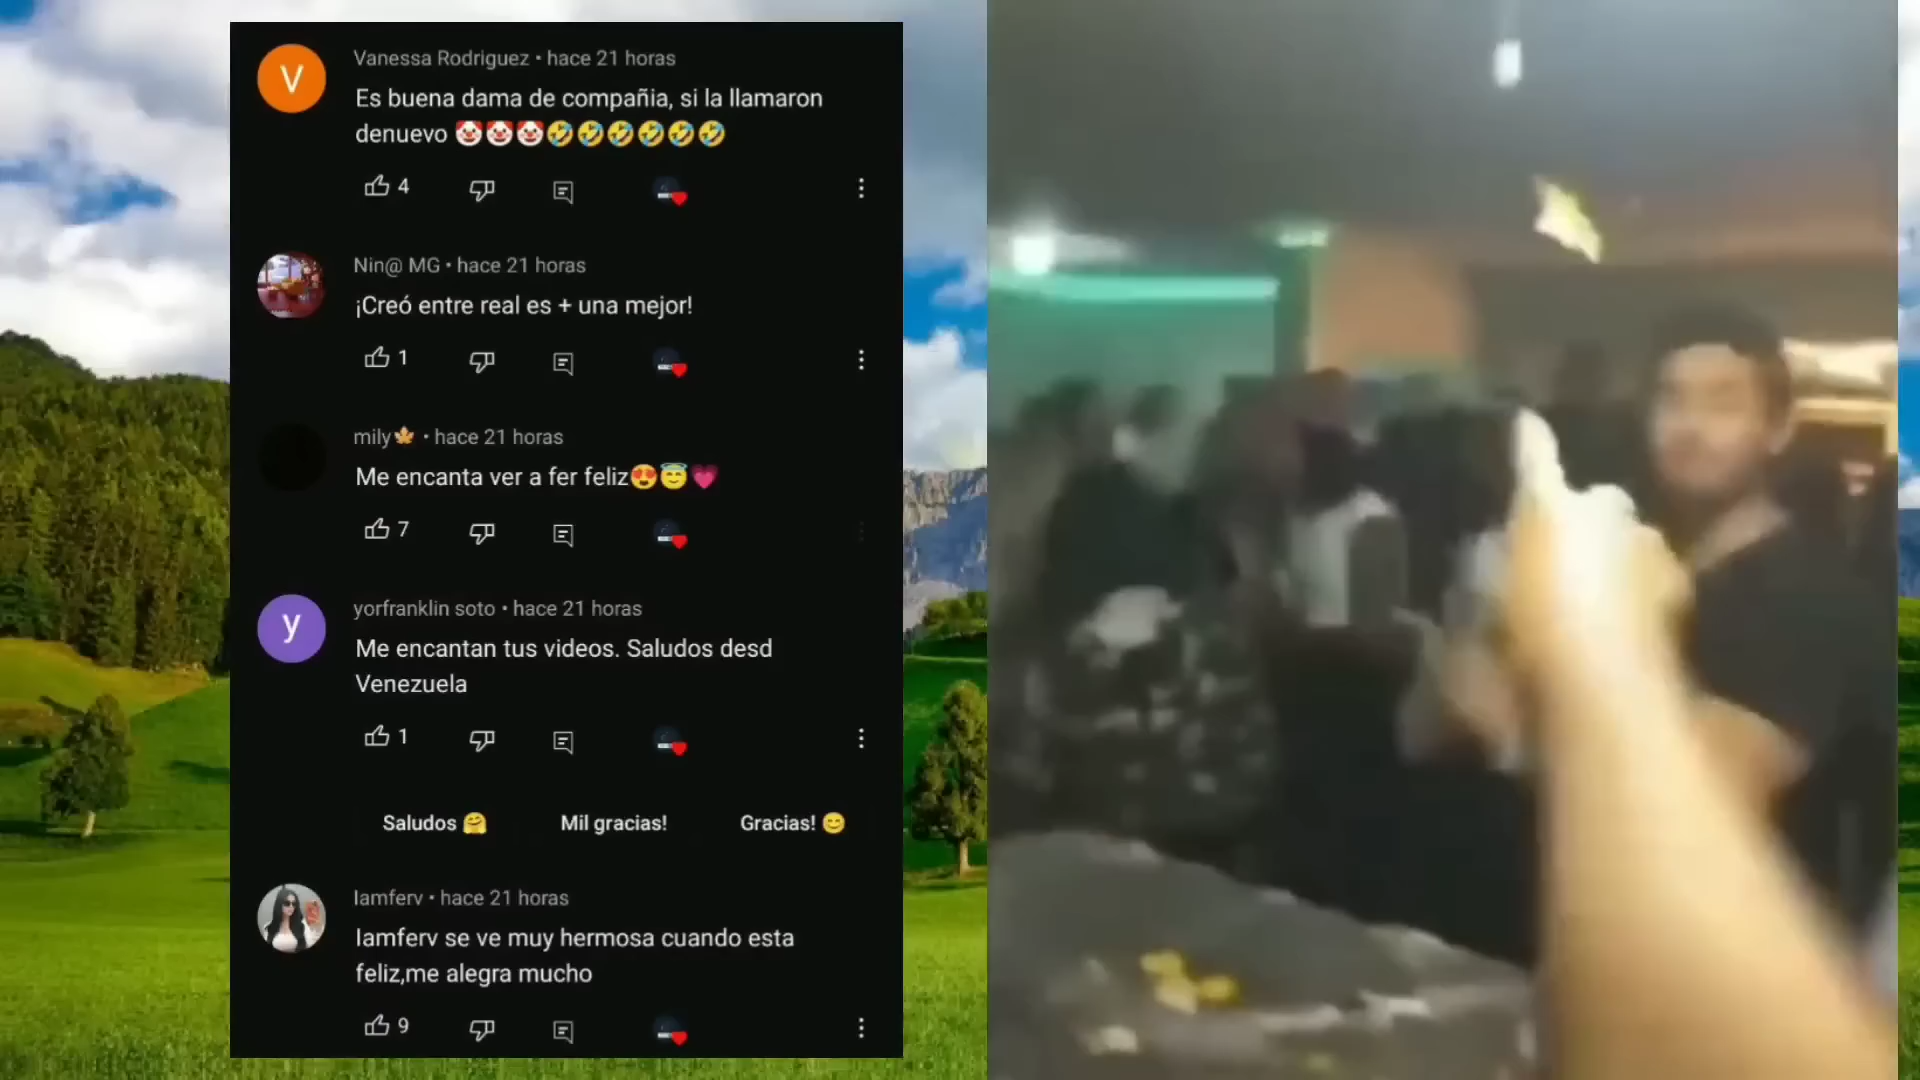 V
Vanessa Rodriguez • hace 21 horas
Es buena dama de compañia, si la llamaron
denuevo 🤡🤡🤡🤣🤣🤣🤣🤣🤣
4
Nin@ MG • hace 21 horas
¡Creó entre real es + una mejor!
1
mily🍁 • hace 21 horas
Me encanta ver a fer feliz😍😇💗
7
y
yorfranklin soto • hace 21 horas
Me encantan tus videos. Saludos desd
Venezuela
1
Saludos 🤗 Mil gracias! Gracias! 😊
Iamferv • hace 21 horas
Iamferv se ve muy hermosa cuando esta
feliz,me alegra mucho
9